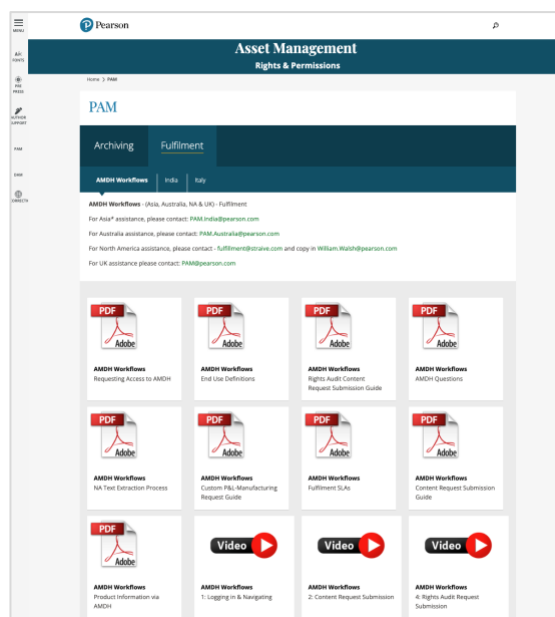 MENU
Pearson
Asset Management
Rights & Permissions
FONTS
PRE
PRESS
AUTHOR
SUPPORT
PAM
DAM
Home > PAM
PAM
Archiving Fulfilment
AMDH Workflows India Italy
AMDH Workflows - (Asia, Australia, NA & UK) - Fulfilment
For Asia* assistance, please contact: PAM.India@pearson.com
For Australia assistance, please contact: PAM.Australia@pearson.com
For North America assistance, please contact - fulfillment@straive.com and copy in William.Walsh@pearson.com
For UK assistance please contact: PAM@pearson.com
PDF PDF PDF PDF
Adobe Adobe Adobe Adobe
AMDH Workflows
Requesting Access to AMDH
AMDH Workflows
End Use Definitions
AMDH Workflows
Rights Audit Content
Request Submission Guide
AMDH Workflows
AMDH Questions
PDF PDF PDF PDF
Adobe Adobe Adobe Adobe
AMDH Workflows
NA Text Extraction Process
AMDH Workflows
Custom P&L-Manufacturing
Request Guide
AMDH Workflows
Fulfilment SLAs
AMDH Workflows
Content Request Submission
Guide
PDF
Adobe
Video Video Video
AMDH Workflows
Product Information via
AMDH
AMDH Workflows
1: Logging in & Navigating
AMDH Workflows
2: Content Request Submission
AMDH Workflows
4: Rights Audit Request
Submission